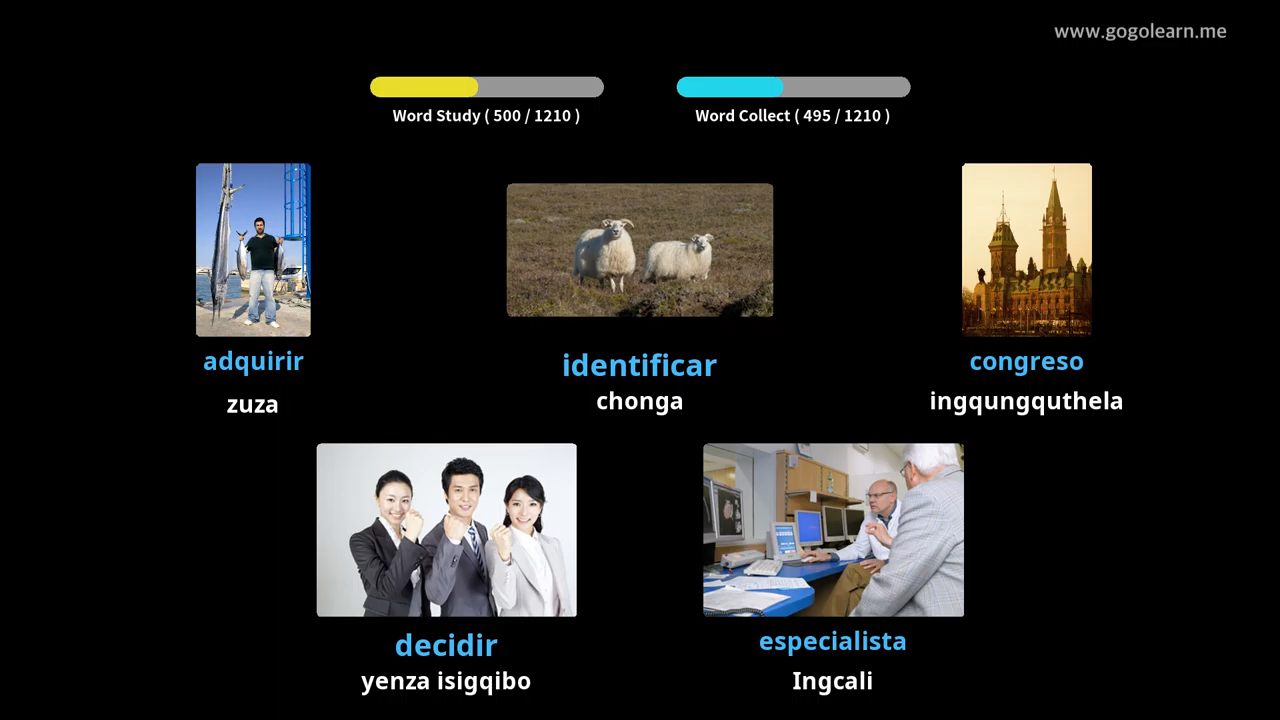 www.gogolearn.me
Word Study ( 500 / 1210 )
Word Collect ( 495 / 1210 )
adquirir
zuza
identificar
chonga
congreso
ingqungqquthela
decidir
yenza isigqibo
especialista
Ingcali